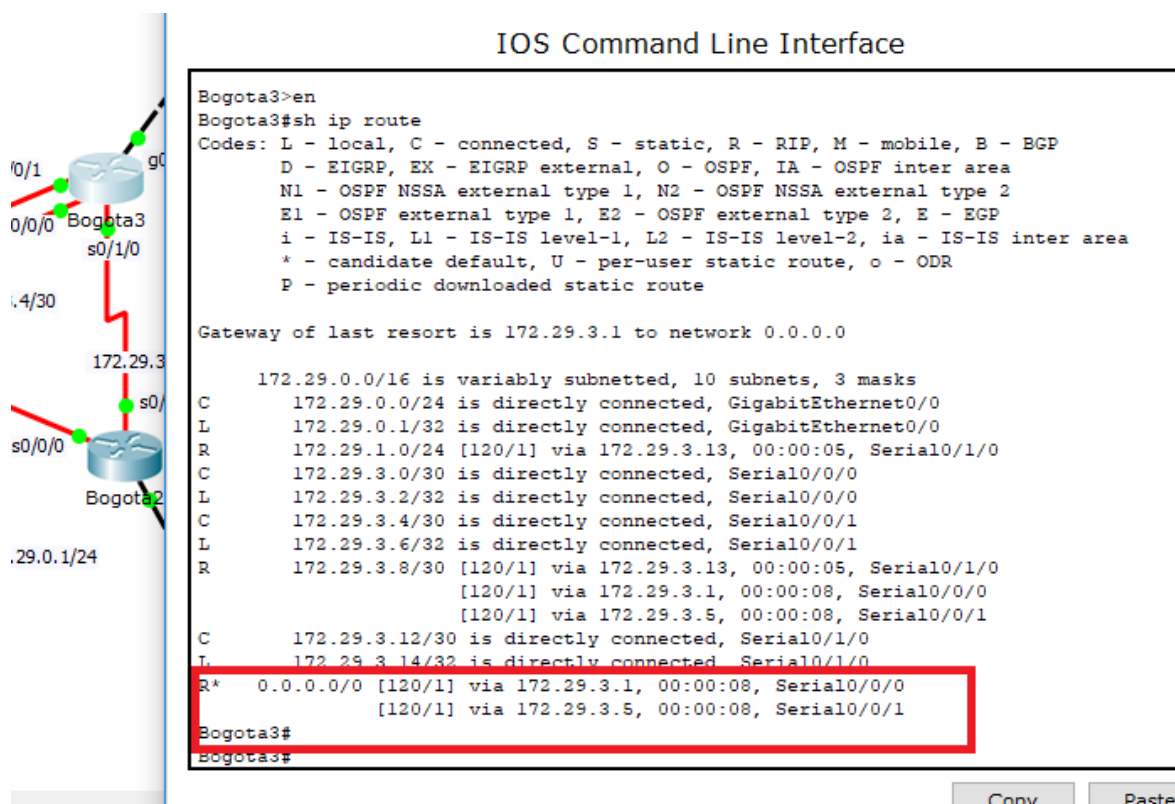 IOS Command Line Interface
Bogota3>en
Bogota3#sh ip route
Codes: L - local, C - connected, S - static, R - RIP, M - mobile, B - BGP
D - EIGRP, EX - EIGRP external, O - OSPF, IA - OSPF inter area
N1 - OSPF NSSA external type 1, N2 - OSPF NSSA external type 2
E1 - OSPF external type 1, E2 - OSPF external type 2, E - EGP
i - IS-IS, L1 - IS-IS level-1, L2 - IS-IS level-2, ia - IS-IS inter area
* - candidate default, U - per-user static route, o - ODR
P - periodic downloaded static route
Gateway of last resort is 172.29.3.1 to network 0.0.0.0
172.29.0.0/16 is variably subnetted, 10 subnets, 3 masks
C 172.29.0.0/24 is directly connected, GigabitEthernet0/0
L 172.29.0.1/32 is directly connected, GigabitEthernet0/0
R 172.29.1.0/24 [120/1] via 172.29.3.13, 00:00:05, Serial0/1/0
C 172.29.3.0/30 is directly connected, Serial0/0/0
L 172.29.3.2/32 is directly connected, Serial0/0/0
C 172.29.3.4/30 is directly connected, Serial0/0/1
L 172.29.3.6/32 is directly connected, Serial0/0/1
R 172.29.3.8/30 [120/1] via 172.29.3.13, 00:00:05, Serial0/1/0
[120/1] via 172.29.3.1, 00:00:08, Serial0/0/0
[120/1] via 172.29.3.5, 00:00:08, Serial0/0/1
C 172.29.3.12/30 is directly connected, Serial0/1/0
L 172.29.3.14/32 is directly connected, Serial0/1/0
R* 0.0.0.0/0 [120/1] via 172.29.3.1, 00:00:08, Serial0/0/0
[120/1] via 172.29.3.5, 00:00:08, Serial0/0/1
Bogota3#
Bogota3#
Copy Paste
/0/1
g0
0/0/0
Bogota3
s0/1/0
.4/30
172.29.3
s0/
s0/0/0
Bogota2
.29.0.1/24